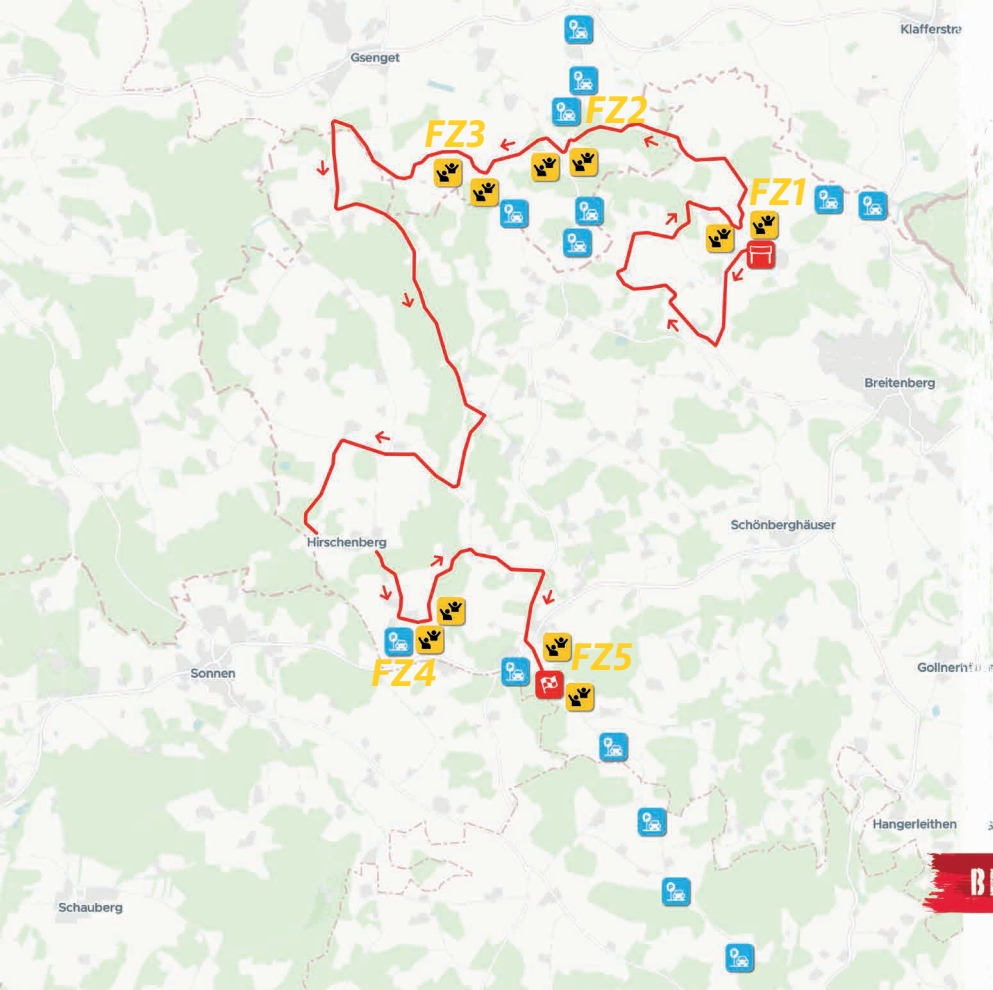 Klafferstra
Gsenget
FZ2
FZ3
FZ1
Breitenberg
Schönberghäuser
Hirschenberg
FZ5
Sonnen
FZ4
Hangerleithen
Schauberg